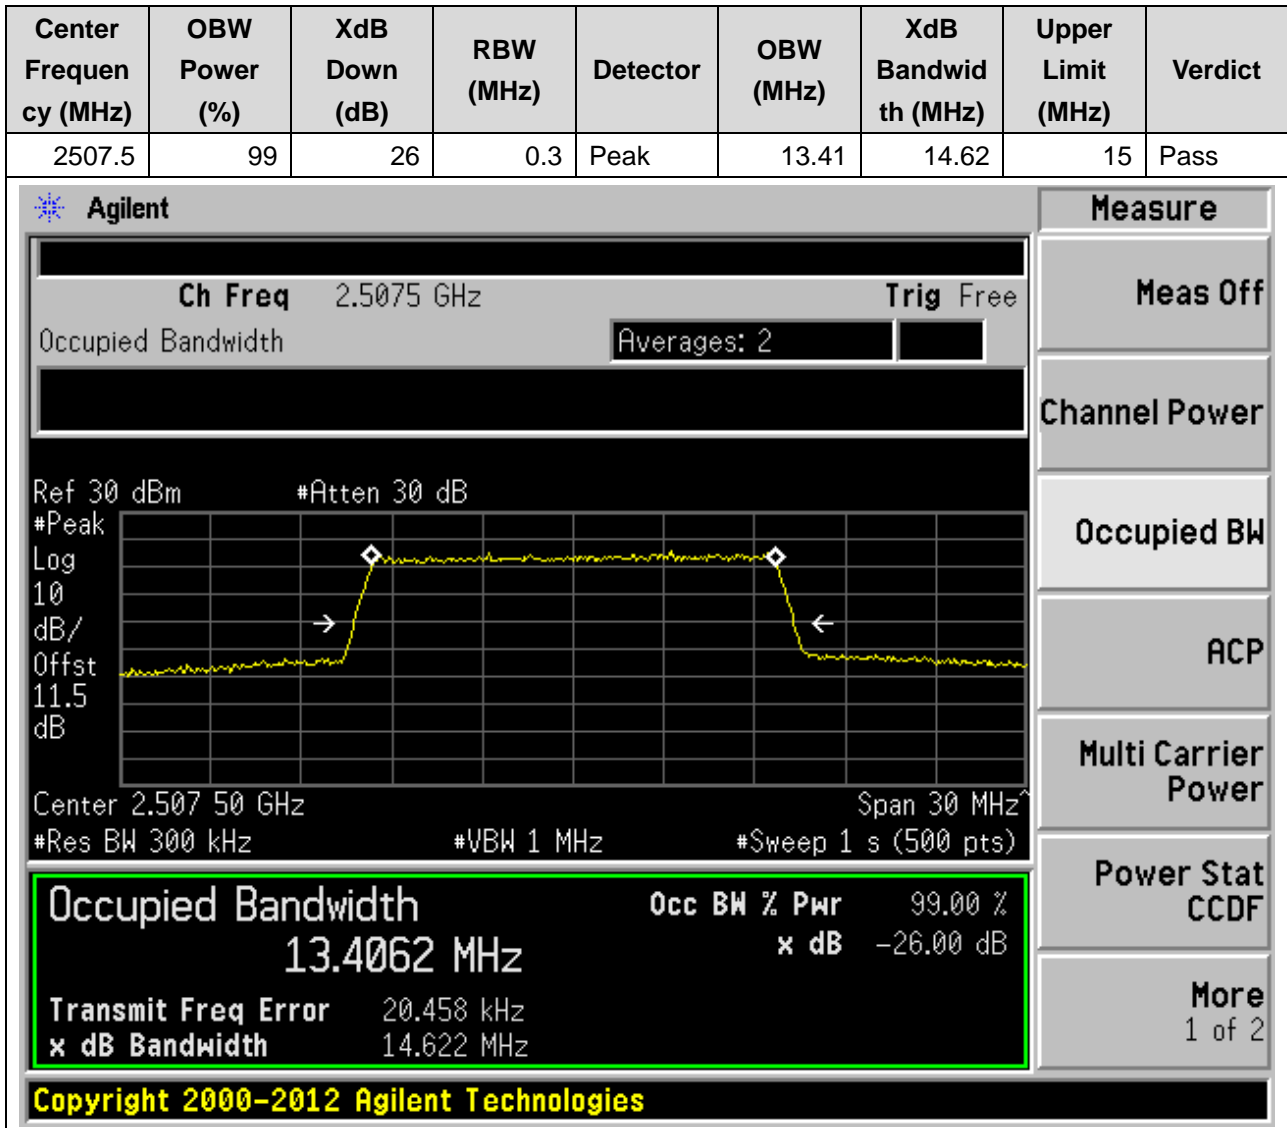 Center Frequen cy (MHz) | OBW Power (%) | XdB Down (dB) | RBW (MHz) | Detector | OBW (MHz) | XdB Bandwid th (MHz) | Upper Limit (MHz) | Verdict
2507.5 | 99 | 26 | 0.3 | Peak | 13.41 | 14.62 | 15 | Pass
Agilent
Measure
Ch Freq 2.5075 GHz Trig Free
Occupied Bandwidth Averages: 2
Ref 30 dBm #Atten 30 dB
#Peak
Log
10
dB/
Offst
11.5
dB
Center 2.507 50 GHz Span 30 MHz^
#Res BW 300 kHz #VBW 1 MHz #Sweep 1 s (500 pts)
Occupied Bandwidth
13.4062 MHz
Occ BW % Pwr 99.00 %
x dB -26.00 dB
Transmit Freq Error 20.458 kHz
x dB Bandwidth 14.622 MHz
Meas Off
Channel Power
Occupied BW
ACP
Multi Carrier
Power
Power Stat
CCDF
More
1 of 2
Copyright 2000-2012 Agilent Technologies